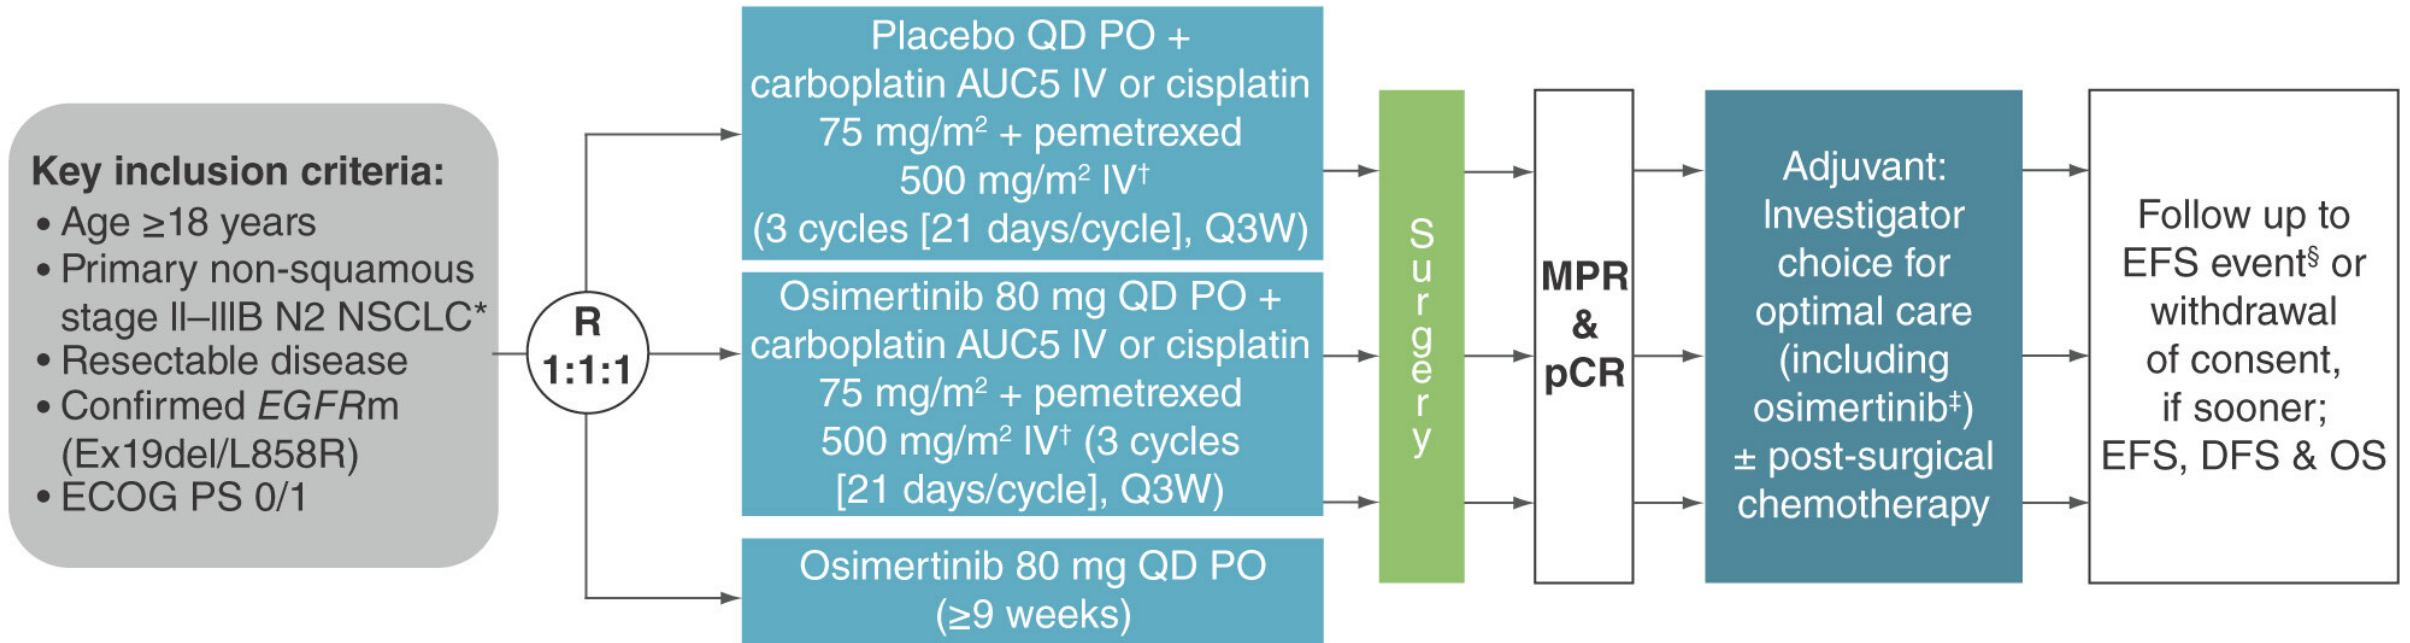 Key inclusion criteria:
• Age ≥18 years
• Primary non-squamous
stage II–IIIB N2 NSCLC*
• Resectable disease
• Confirmed EGFRm
(Ex19del/L858R)
• ECOG PS 0/1
R
1:1:1
Placebo QD PO +
carboplatin AUC5 IV or cisplatin
75 mg/m² + pemetrexed
500 mg/m² IV†
(3 cycles [21 days/cycle], Q3W)
Osimertinib 80 mg QD PO +
carboplatin AUC5 IV or cisplatin
75 mg/m² + pemetrexed
500 mg/m² IV† (3 cycles
[21 days/cycle], Q3W)
Osimertinib 80 mg QD PO
(≥9 weeks)
Surgery
MPR
&
pCR
Adjuvant:
Investigator
choice for
optimal care
(including
osimertinib‡)
± post-surgical
chemotherapy
Follow up to
EFS event§ or
withdrawal
of consent,
if sooner;
EFS, DFS & OS